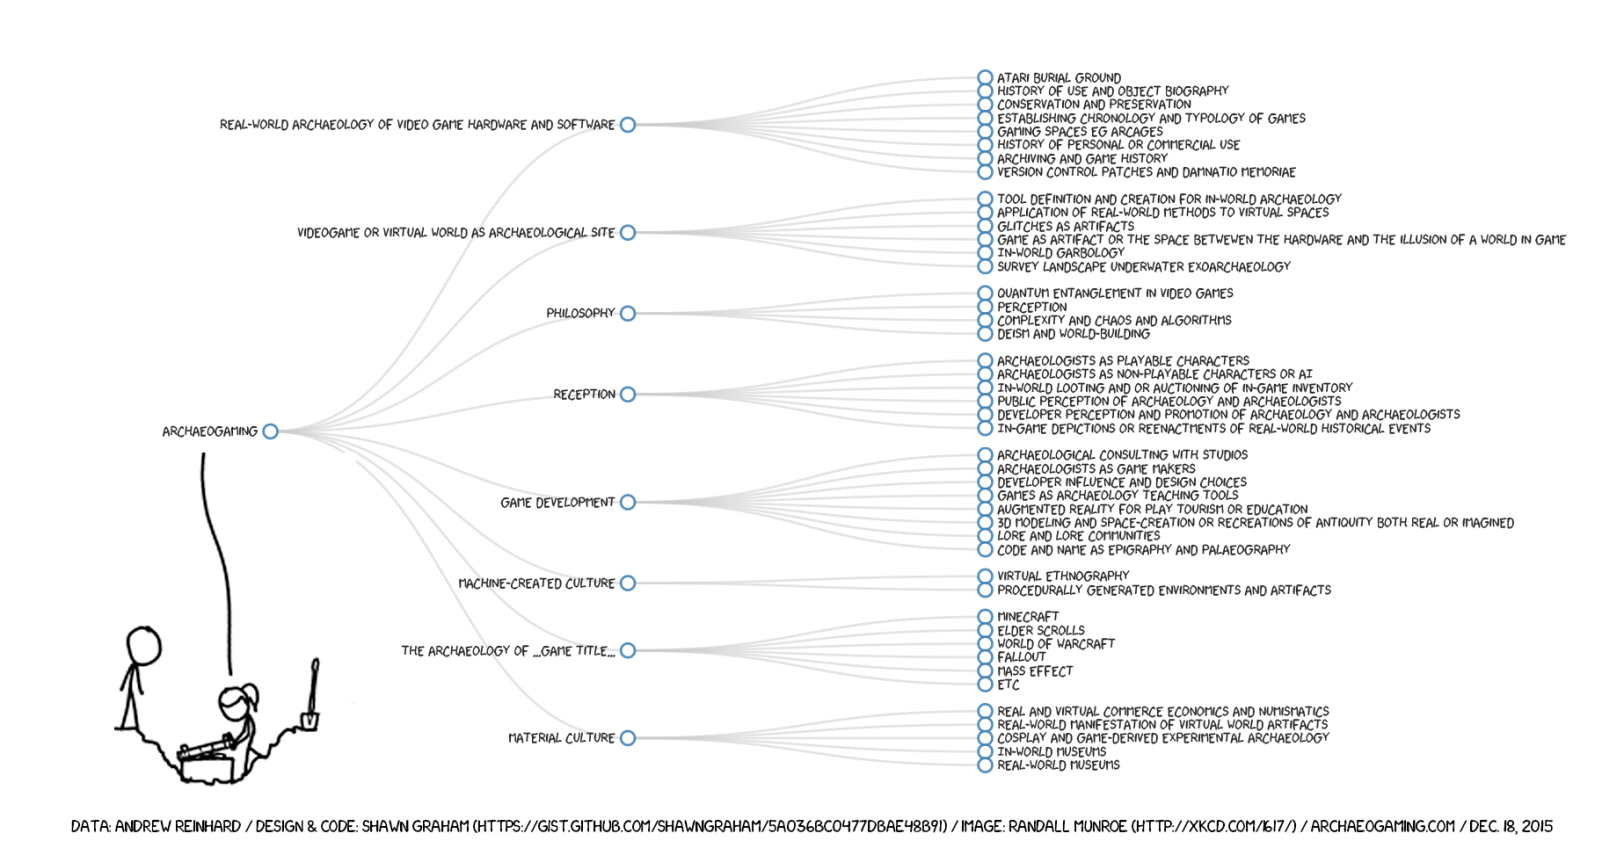 ARCHAEOGAMING
REAL-WORLD ARCHAEOLOGY OF VIDEO GAME HARDWARE AND SOFTWARE
ATARI BURIAL GROUND
HISTORY OF USE AND OBJECT BIOGRAPHY
CONSERVATION AND PRESERVATION
ESTABLISHING CHRONOLOGY AND TYPOLOGY OF GAMES
GAMING SPACES EG ARCAGES
HISTORY OF PERSONAL OR COMMERCIAL USE
ARCHIVING AND GAME HISTORY
VERSION CONTROL PATCHES AND DAMNATIO MEMORIAE
VIDEOGAME OR VIRTUAL WORLD AS ARCHAEOLOGICAL SITE
TOOL DEFINITION AND CREATION FOR IN-WORLD ARCHAEOLOGY
APPLICATION OF REAL-WORLD METHODS TO VIRTUAL SPACES
GLITCHES AS ARTIFACTS
GAME AS ARTIFACT OR THE SPACE BETWEWEN THE HARDWARE AND THE ILLUSION OF A WORLD IN GAME
IN-WORLD GARBOLOGY
SURVEY LANDSCAPE UNDERWATER EXOARCHAEOLOGY
PHILOSOPHY
QUANTUM ENTANGLEMENT IN VIDEO GAMES
PERCEPTION
COMPLEXITY AND CHAOS AND ALGORITHMS
DEISM AND WORLD-BUILDING
RECEPTION
ARCHAEOLOGISTS AS PLAYABLE CHARACTERS
ARCHAEOLOGISTS AS NON-PLAYABLE CHARACTERS OR AI
IN-WORLD LOOTING AND OR AUCTIONING OF IN-GAME INVENTORY
PUBLIC PERCEPTION OF ARCHAEOLOGY AND ARCHAEOLOGISTS
DEVELOPER PERCEPTION AND PROMOTION OF ARCHAEOLOGY AND ARCHAEOLOGISTS
IN-GAME DEPICTIONS OR REENACTMENTS OF REAL-WORLD HISTORICAL EVENTS
GAME DEVELOPMENT
ARCHAEOLOGICAL CONSULTING WITH STUDIOS
ARCHAEOLOGISTS AS GAME MAKERS
DEVELOPER INFLUENCE AND DESIGN CHOICES
GAMES AS ARCHAEOLOGY TEACHING TOOLS
AUGMENTED REALITY FOR PLAY TOURISM OR EDUCATION
3D MODELING AND SPACE-CREATION OR RECREATIONS OF ANTIQUITY BOTH REAL OR IMAGINED
LORE AND LORE COMMUNITIES
CODE AND NAME AS EPIGRAPHY AND PALAEOGRAPHY
MACHINE-CREATED CULTURE
VIRTUAL ETHNOGRAPHY
PROCEDURALLY GENERATED ENVIRONMENTS AND ARTIFACTS
THE ARCHAEOLOGY OF ...GAME TITLE...
MINECRAFT
ELDER SCROLLS
WORLD OF WARCRAFT
FALLOUT
MASS EFFECT
ETC
MATERIAL CULTURE
REAL AND VIRTUAL COMMERCE ECONOMICS AND NUMISMATICS
REAL-WORLD MANIFESTATION OF VIRTUAL WORLD ARTIFACTS
COSPLAY AND GAME-DERIVED EXPERIMENTAL ARCHAEOLOGY
IN-WORLD MUSEUMS
REAL-WORLD MUSEUMS
DATA: ANDREW REINHARD / DESIGN & CODE: SHAWN GRAHAM (HTTPS://GIST.GITHUB.COM/SHAWNGRAHAM/5A036BC0477DBAE48B91) / IMAGE: RANDALL MUNROE (HTTP://XKCD.COM/1617/) / ARCHAEOGAMING.COM / DEC. 18, 2015